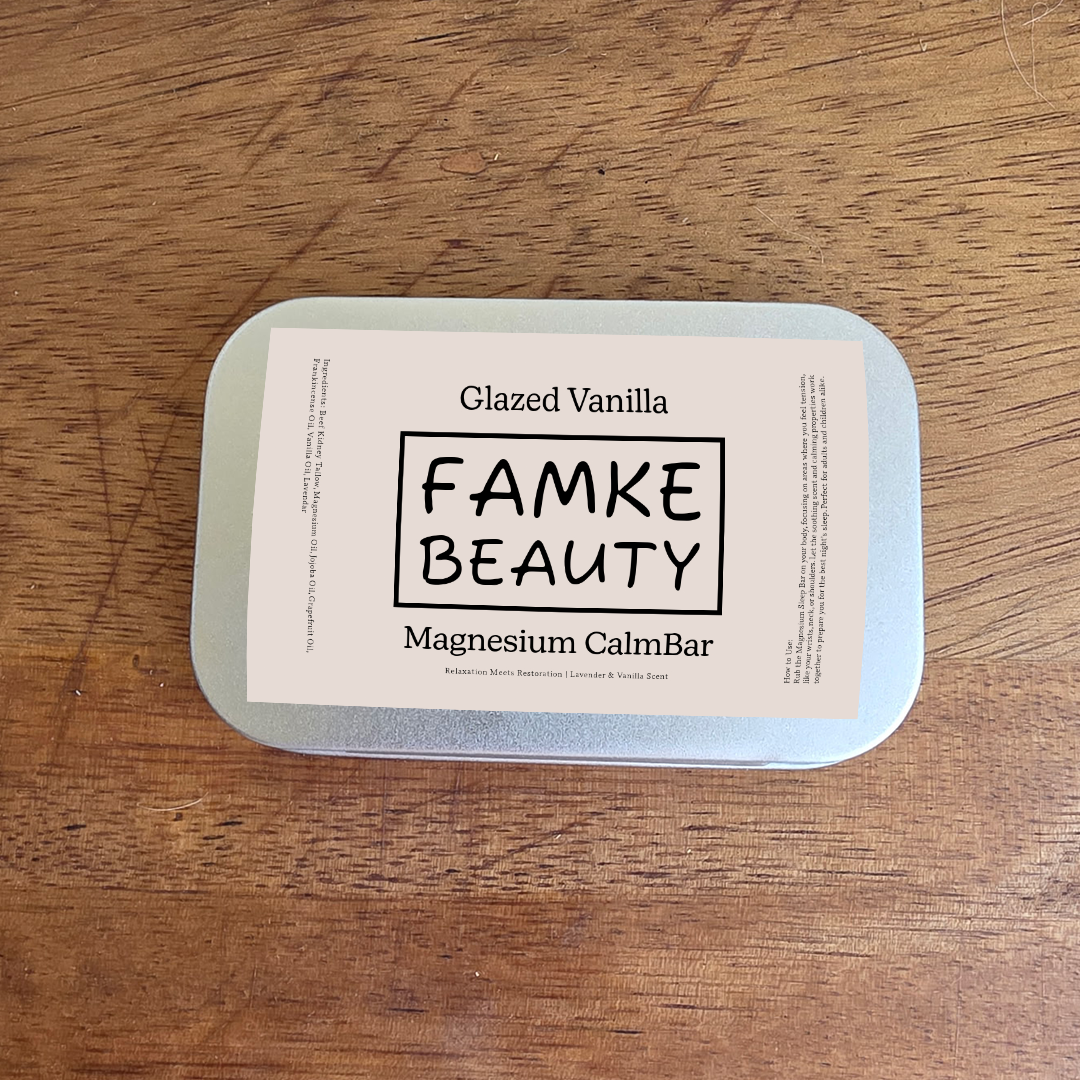 Glazed Vanilla
FAMKE
BEAUTY
Magnesium CalmBar
Relaxation Meets Restoration | Lavender & Vanilla Scent
Ingredients: Beef Kidney Tallow, Magnesium Oil, Jojoba Oil, Grapefruit Oil,
Frankincense Oil, Vanilla Oil, Lavendar
How to Use:
Rub the Magnesium Sleep Bar on your body, focusing on areas where you feel tension,
like your wrists, neck, or shoulders. Let the soothing scent and calming properties work
together to prepare you for the best night's sleep. Perfect for adults and children alike.